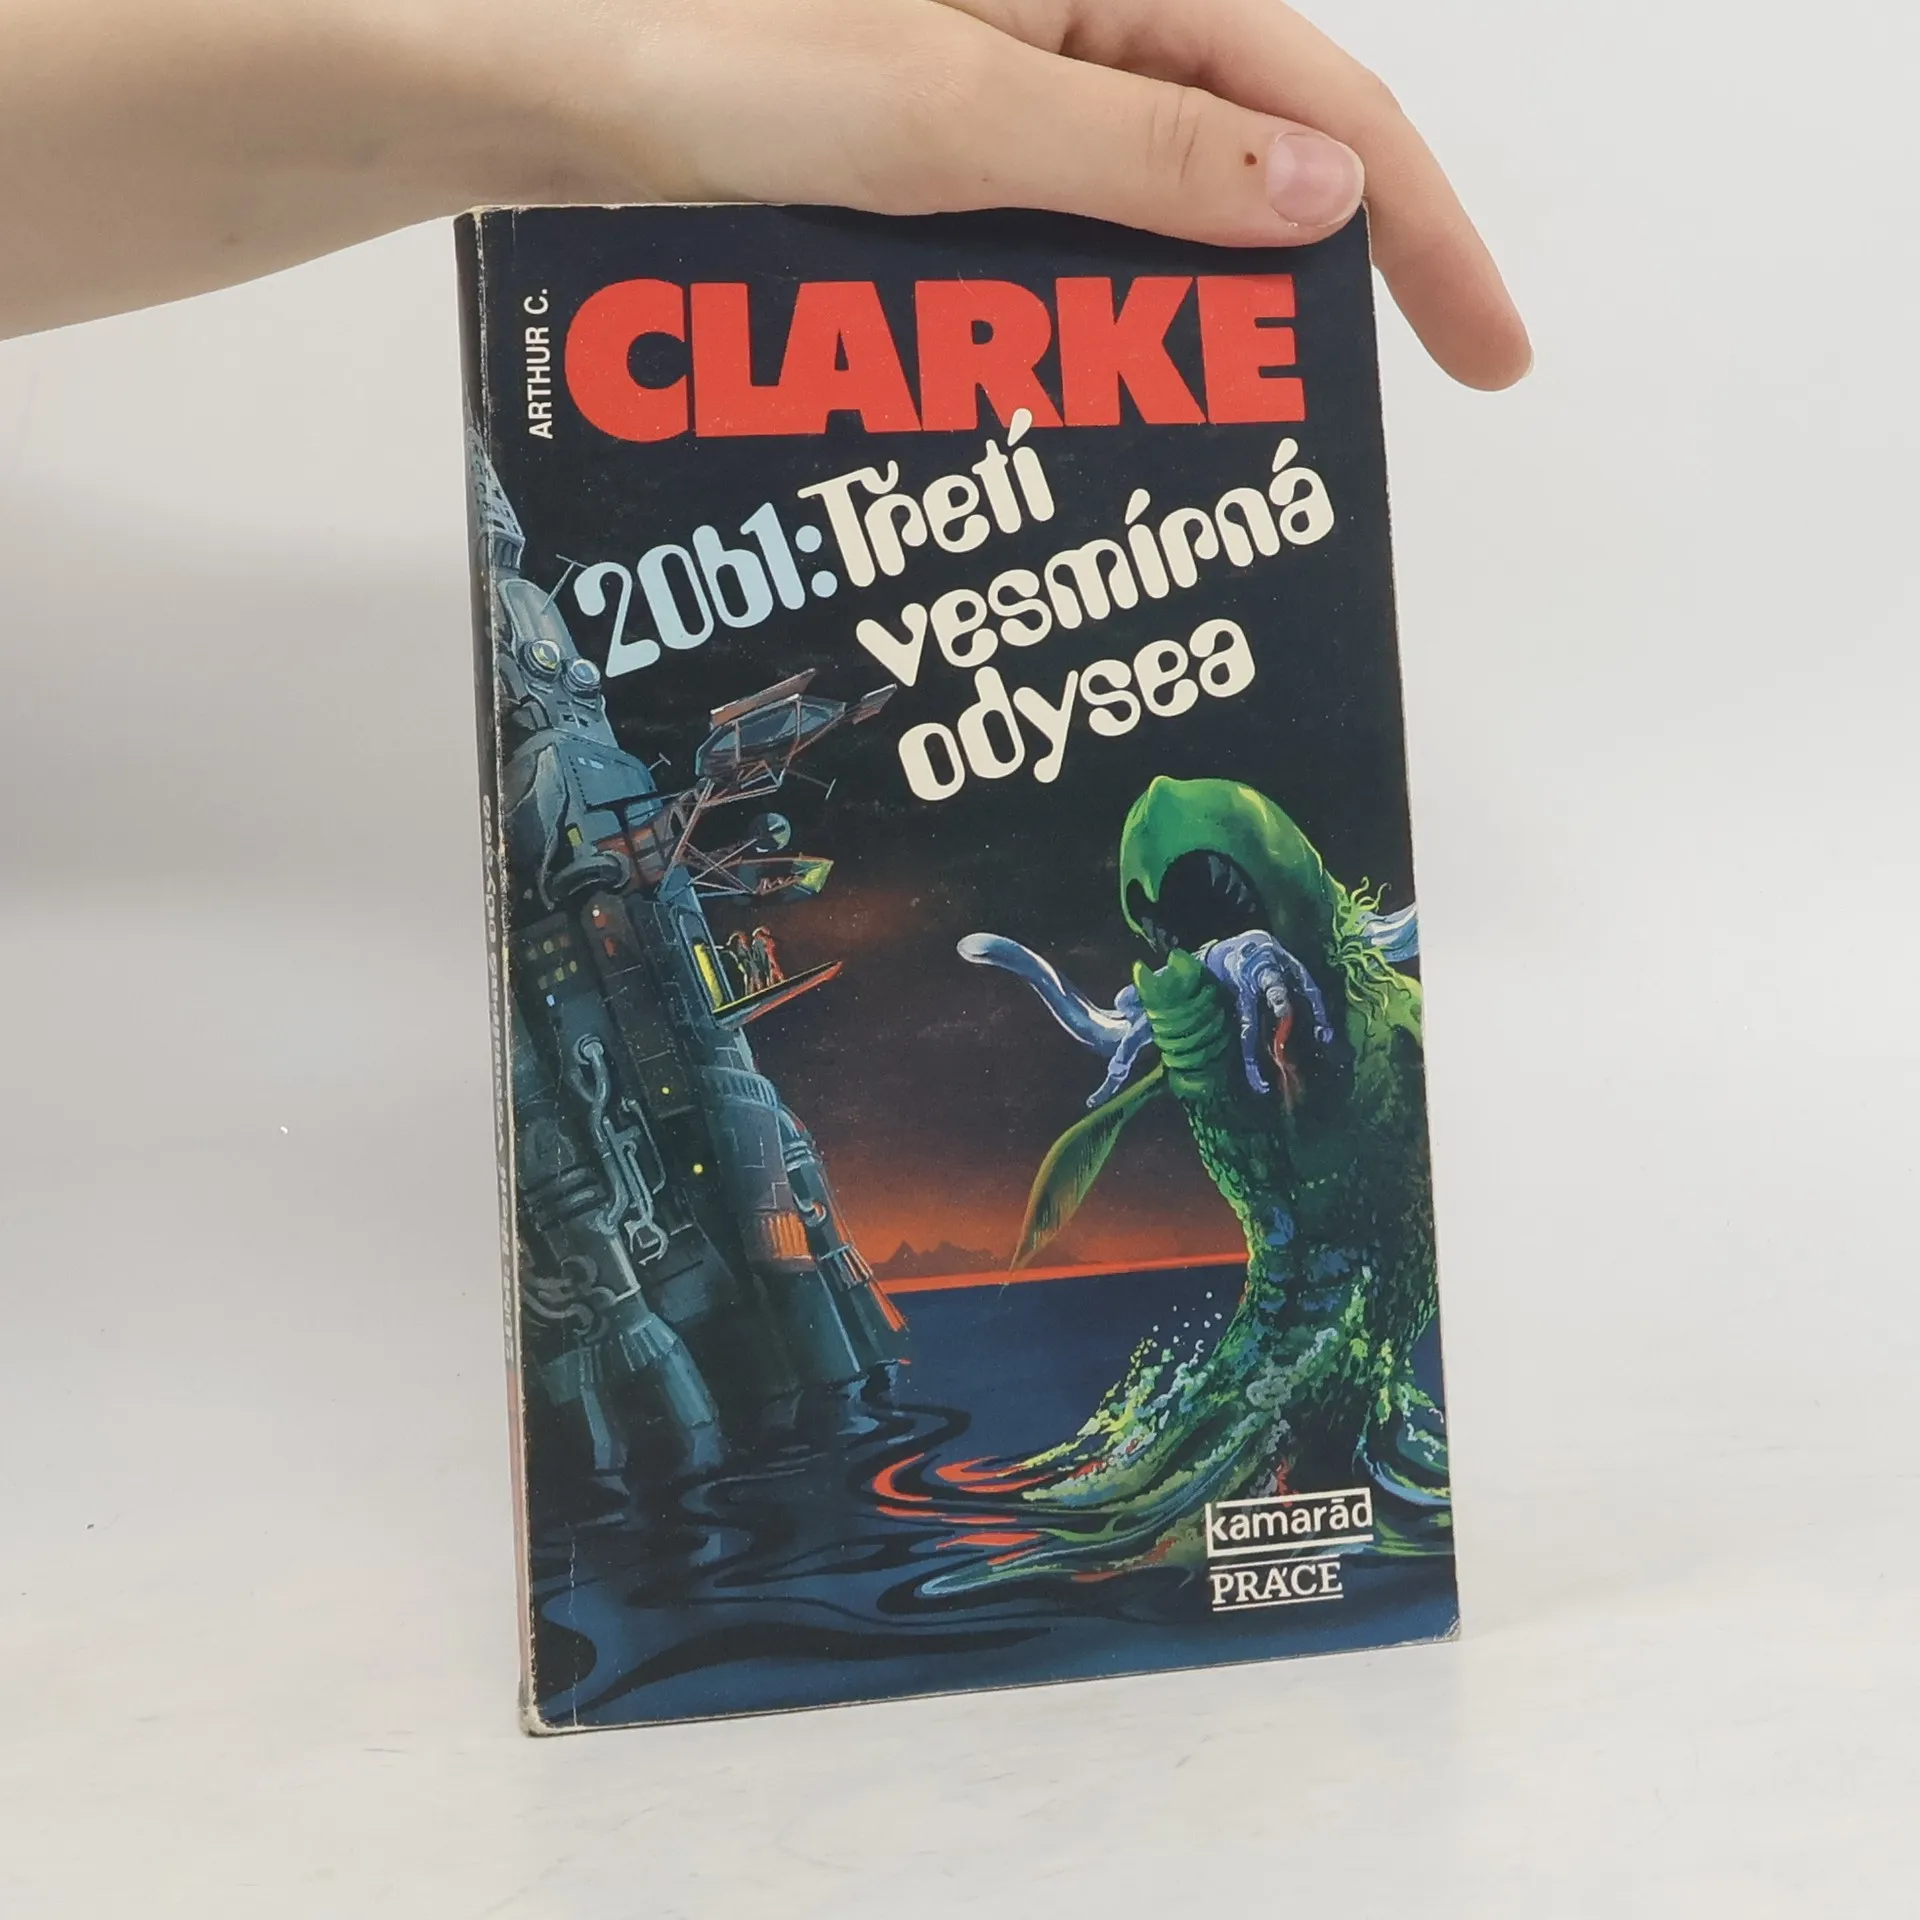 ARTHUR C.
CLARKE
2061: Třetí
vesmírná
odysea
kamarád
PRÁCE